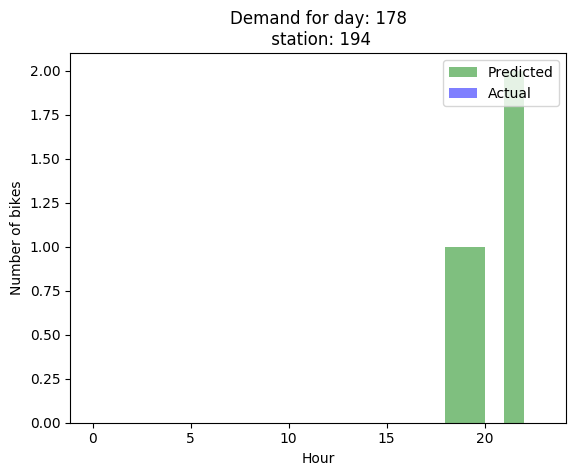 Demand for day: 178
station: 194
Predicted
Actual
2.00
1.75
1.50
1.25
1.00
0.75
0.50
0.25
0.00
Number of bikes
0 5 10 15 20
Hour